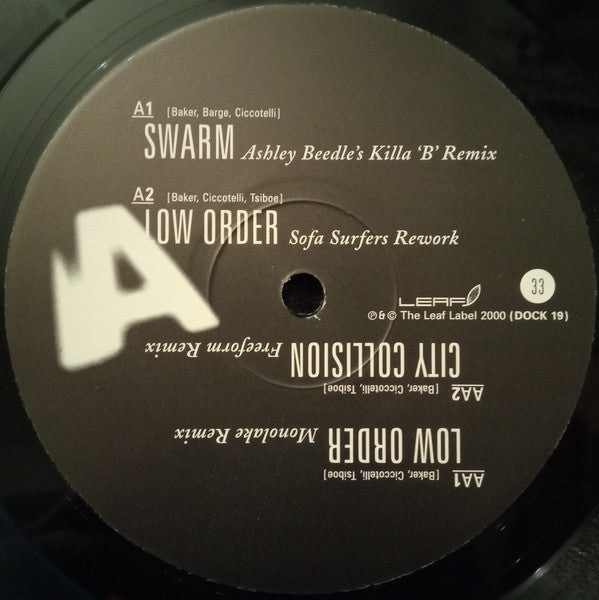 A1 [Baker, Barge, Ciccotelli]
SWARM Ashley Beedle's Killa 'B' Remix
A2 [Baker, Ciccotelli, Tsiboe]
LOW ORDER Sofa Surfers Rework
A
LEAF
33
℗ & © The Leaf Label 2000 (DOCK 19)
AA1 [Baker, Ciccotelli, Tsiboe]
LOW ORDER Monolake Remix
AA2 [Baker, Ciccotelli, Tsiboe]
CITY COLLISION Freeform Remix